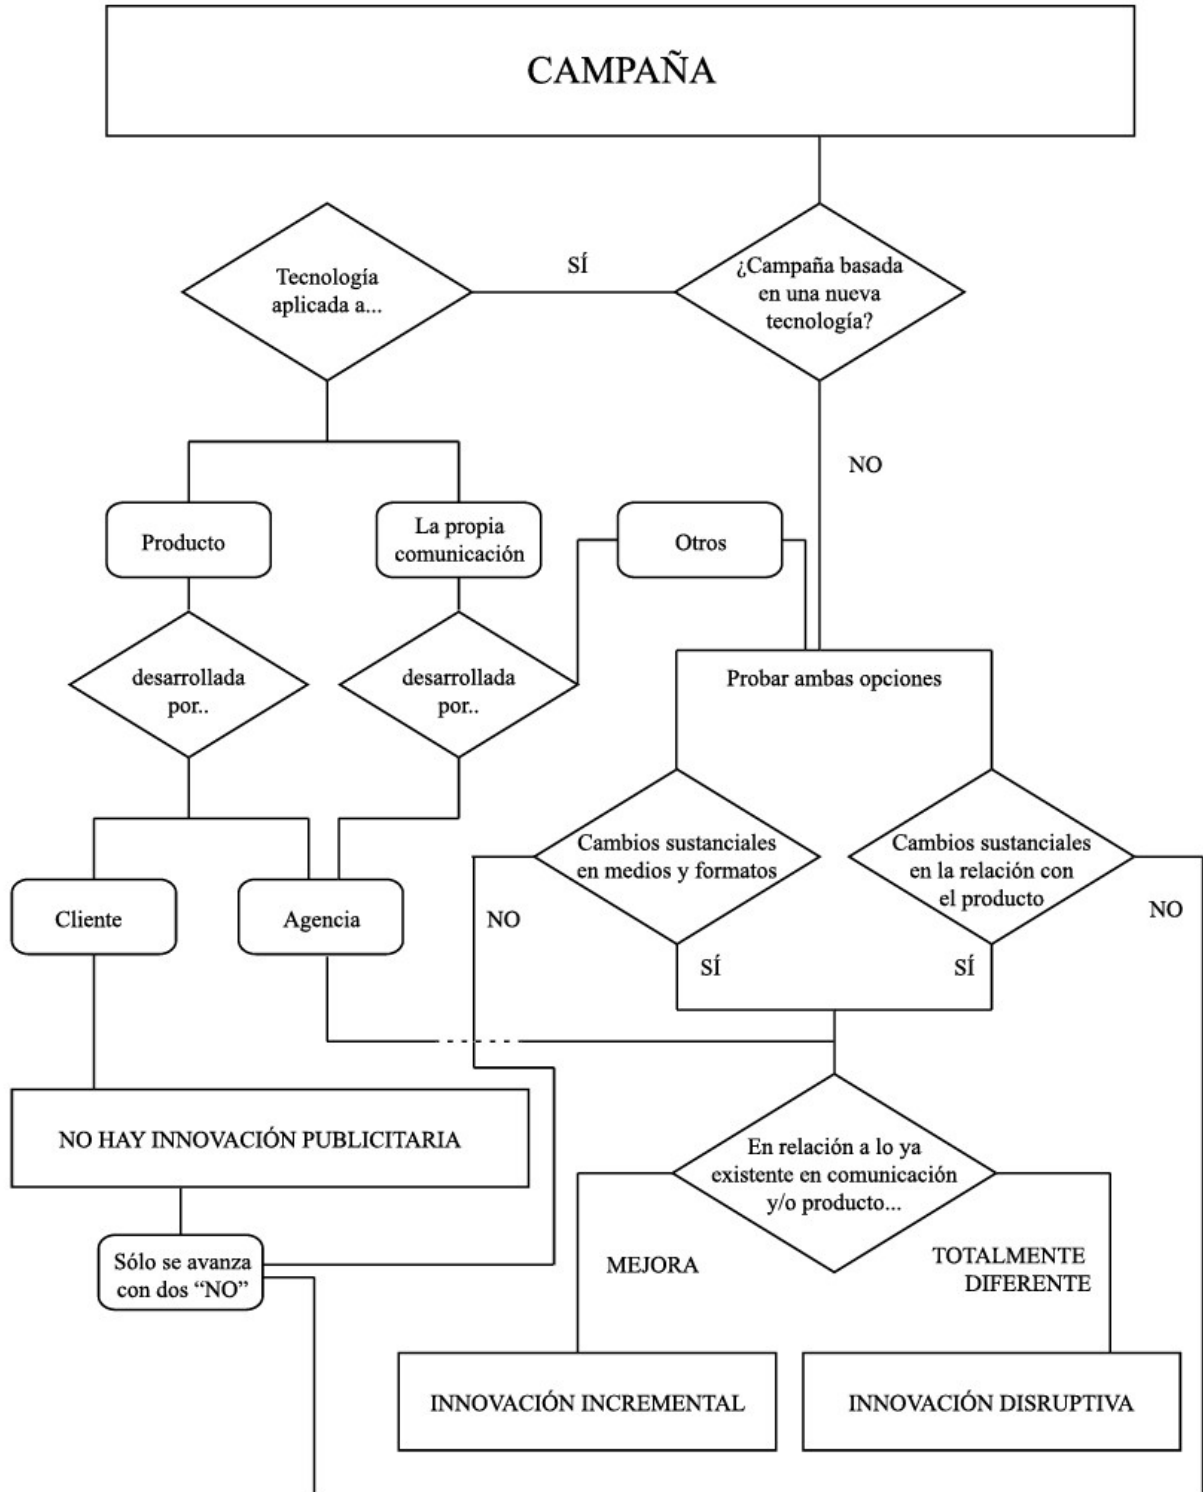 CAMPAÑA
¿Campaña basada
en una nueva
tecnología?
SÍ
Tecnología
aplicada a...
NO
Producto
La propia
comunicación
Otros
desarrollada
por..
desarrollada
por..
Probar ambas opciones
Cliente
Agencia
Cambios sustanciales
en medios y formatos
Cambios sustanciales
en la relación con
el producto
NO
SÍ
SÍ
NO
NO HAY INNOVACIÓN PUBLICITARIA
En relación a lo ya
existente en comunicación
y/o producto...
Sólo se avanza
con dos “NO”
MEJORA
TOTALMENTE
DIFERENTE
INNOVACIÓN INCREMENTAL
INNOVACIÓN DISRUPTIVA